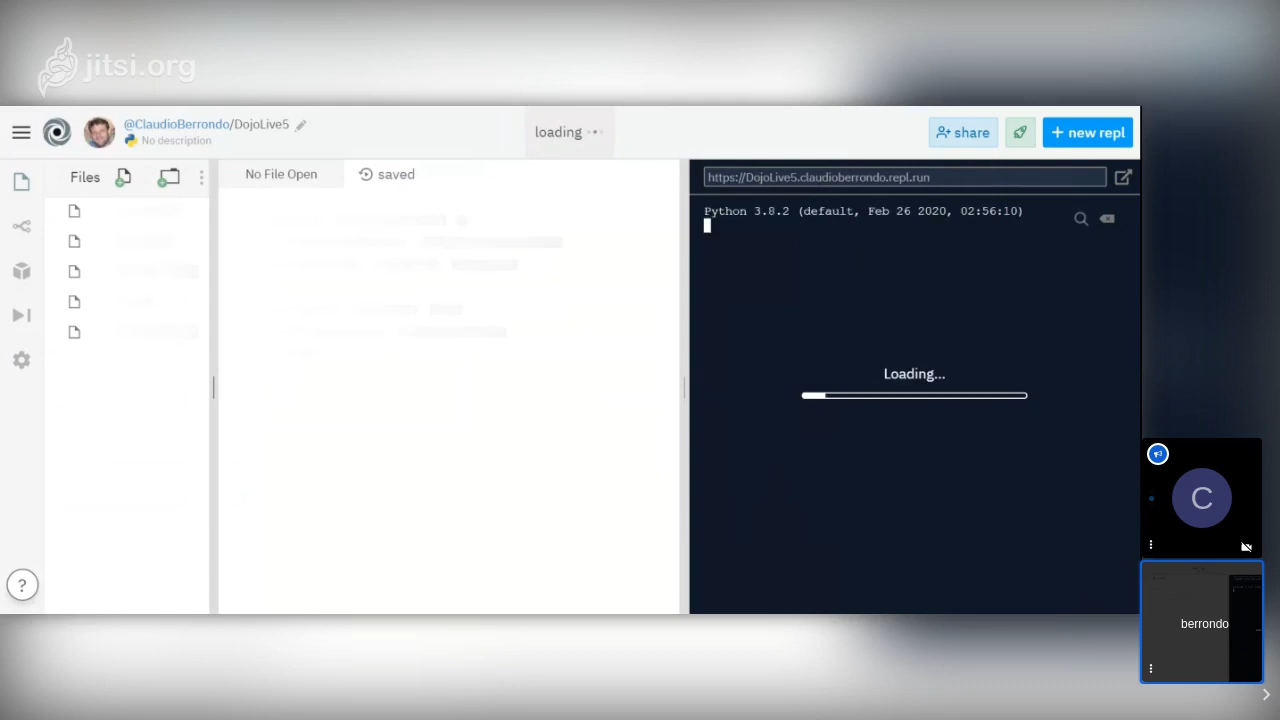 jitsi.org
@ClaudioBerrondo/DojoLive5
No description
loading
share
+ new repl
Files
No File Open
saved
https://DojoLive5.claudioberrondo.repl.run
Python 3.8.2 (default, Feb 26 2020, 02:56:10)
Loading...
C
?
berrondo